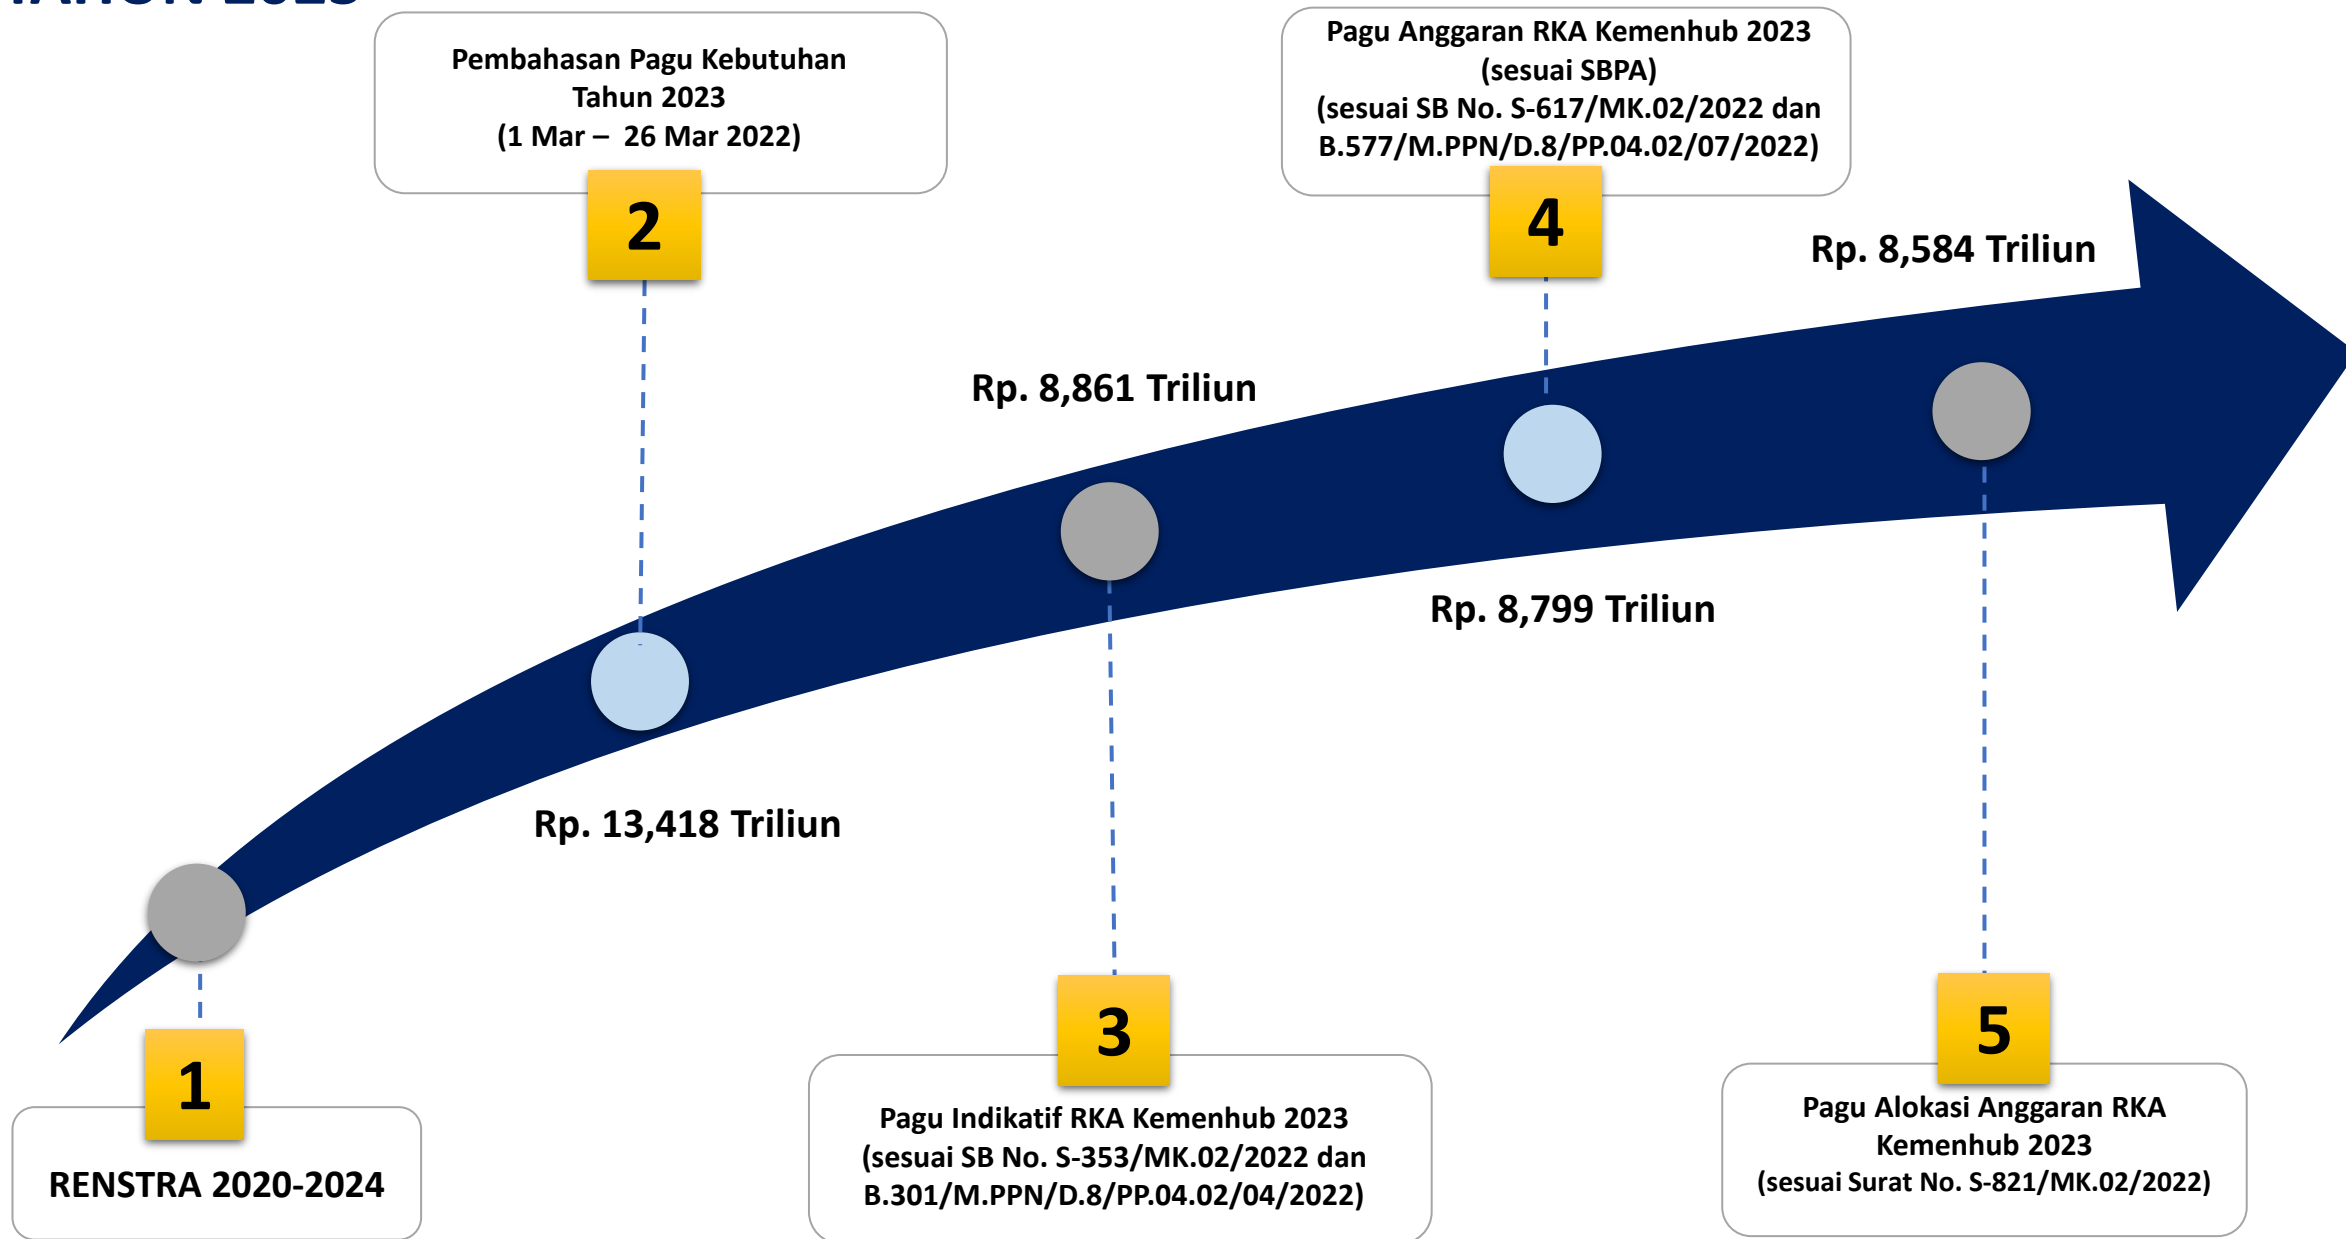 TAHUN 2023
Pembahasan Pagu Kebutuhan
Tahun 2023
(1 Mar – 26 Mar 2022)
2
Pagu Anggaran RKA Kemenhub 2023
(sesuai SBPA)
(sesuai SB No. S-617/MK.02/2022 dan
B.577/M.PPN/D.8/PP.04.02/07/2022)
4
Rp. 8,584 Triliun
Rp. 8,861 Triliun
Rp. 8,799 Triliun
Rp. 13,418 Triliun
1
RENSTRA 2020-2024
3
Pagu Indikatif RKA Kemenhub 2023
(sesuai SB No. S-353/MK.02/2022 dan
B.301/M.PPN/D.8/PP.04.02/04/2022)
5
Pagu Alokasi Anggaran RKA
Kemenhub 2023
(sesuai Surat No. S-821/MK.02/2022)